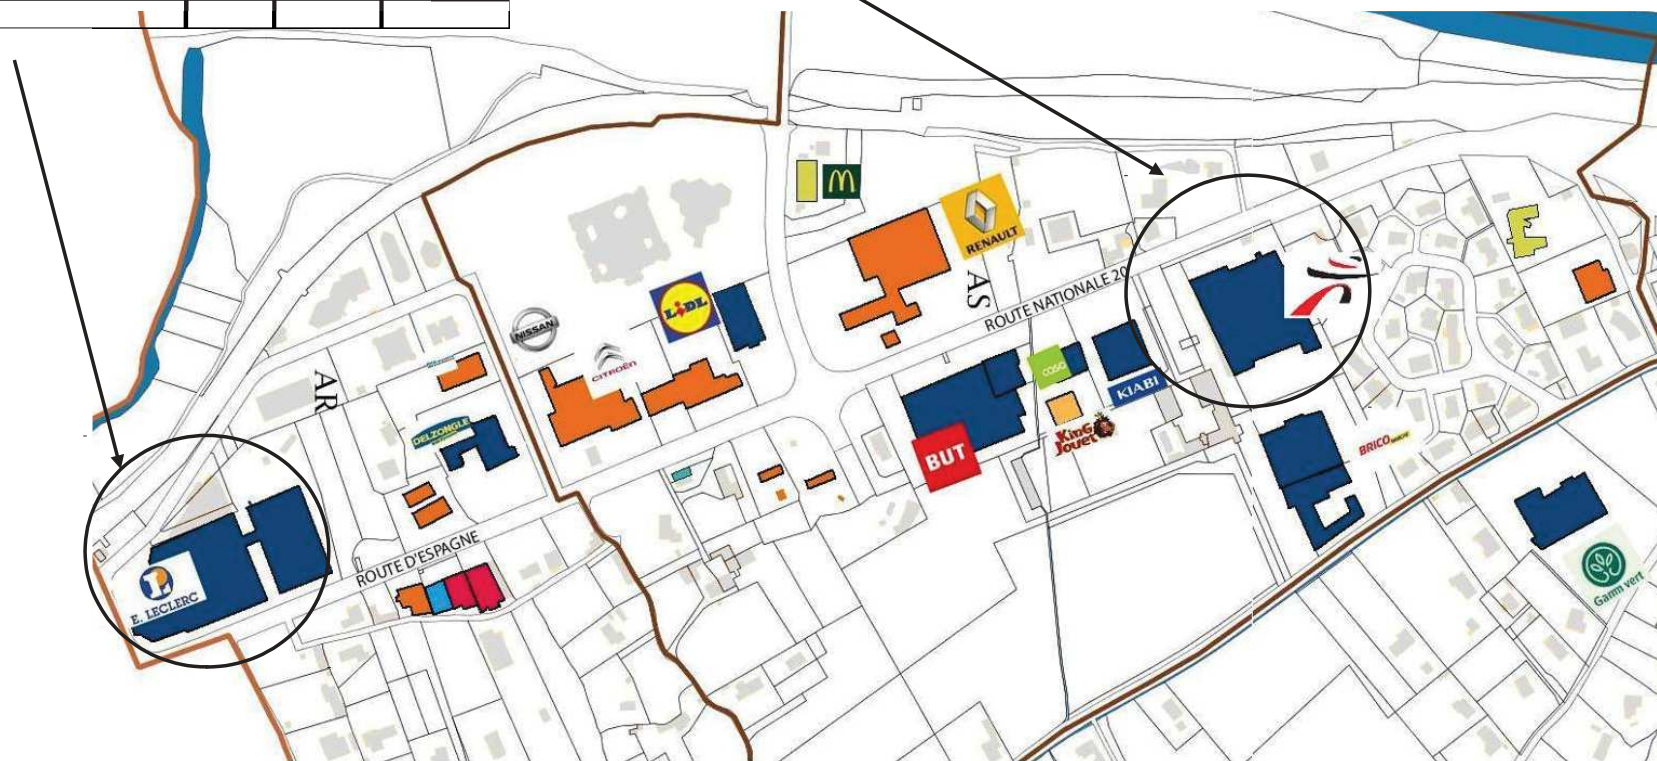 RENAULT
LiDL
NISSAN
CITROËN
AS
ROUTE NATIONALE 20
casa
KIABI
AR
DELZONGLE
KING
JOUET
BUT
BRICO
ROUTE D'ESPAGNE
E. LECLERC
Gamm vert